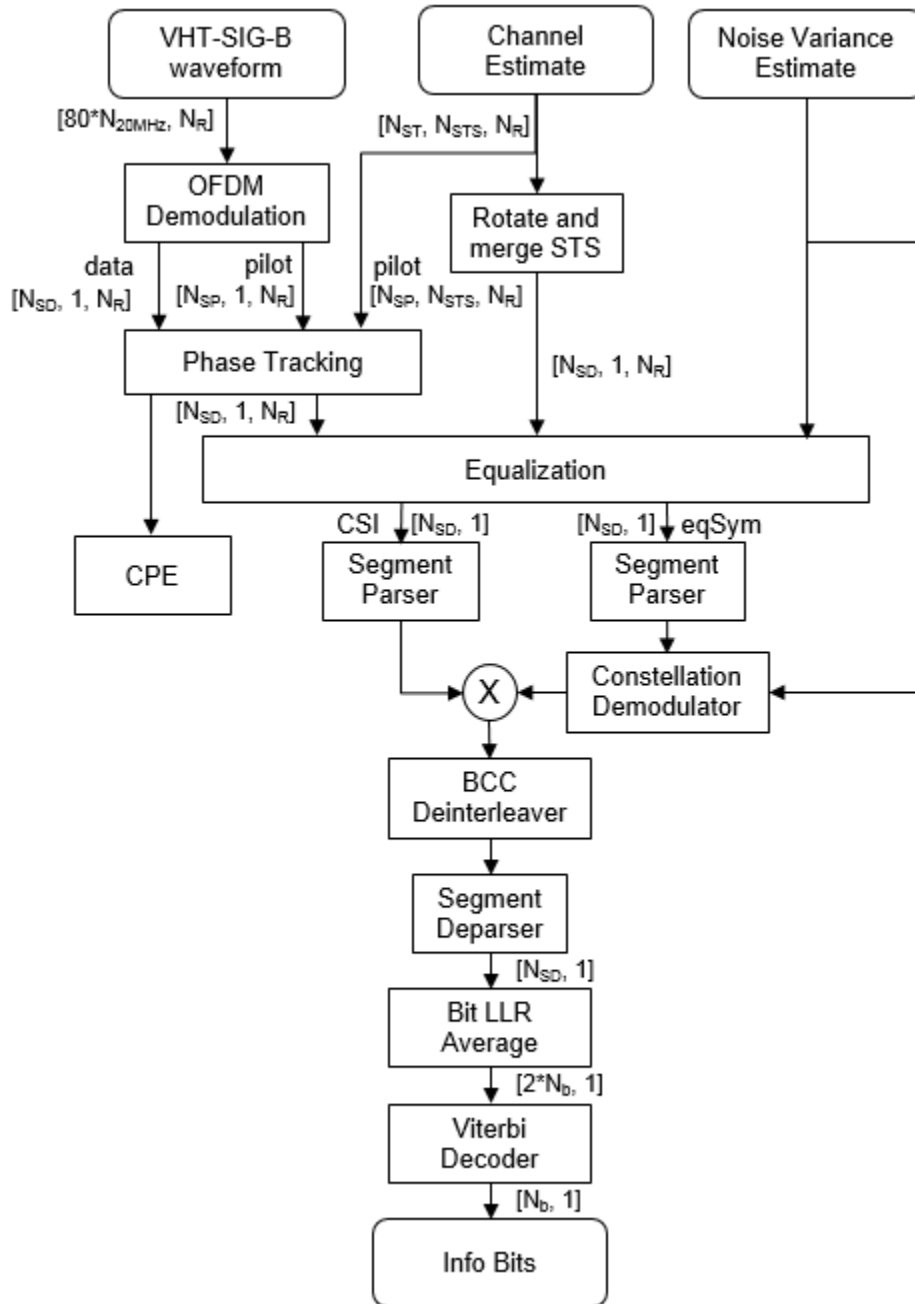 VHT-SIG-B
waveform
Channel
Estimate
Noise Variance
Estimate
[80*N20MHz, NR]
[NST, NSTS, NR]
OFDM
Demodulation
Rotate and
merge STS
data
[NSD, 1, NR]
pilot
[NSP, 1, NR]
pilot
[NSP, NSTS, NR]
Phase Tracking
[NSD, 1, NR]
[NSD, 1, NR]
Equalization
CSI
[NSD, 1]
[NSD, 1]
eqSym
CPE
Segment
Parser
Segment
Parser
X
Constellation
Demodulator
BCC
Deinterleaver
Segment
Deparser
[NSD, 1]
Bit LLR
Average
[2*Nb, 1]
Viterbi
Decoder
[Nb, 1]
Info Bits